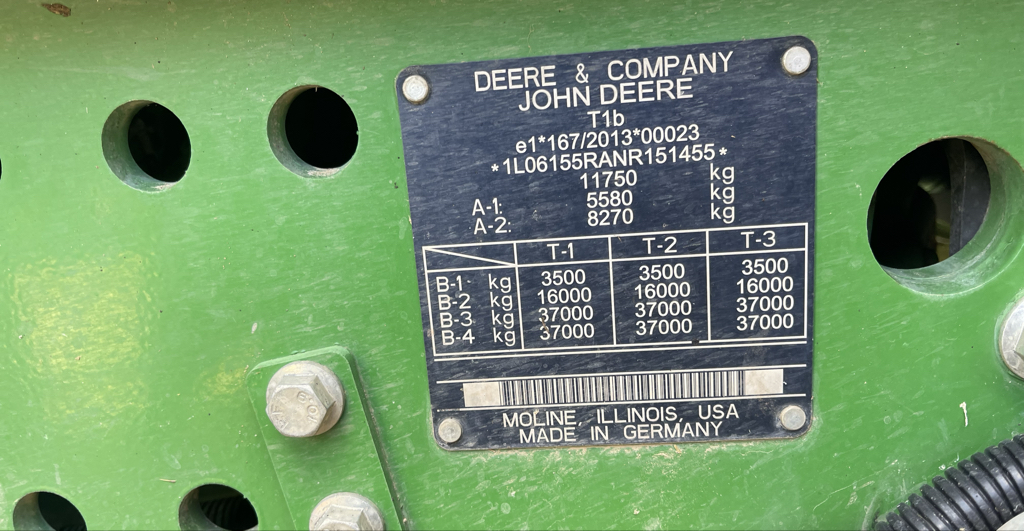 DEERE & COMPANY
JOHN DEERE
T1b
e1*167/2013*00023
*1L06155RANR151455*
11750 kg
A-1: 5580 kg
A-2: 8270 kg
T-1 T-2 T-3
B-1 kg 3500 3500 3500
B-2 kg 16000 16000 16000
B-3 kg 37000 37000 37000
B-4 kg 37000 37000 37000
MOLINE, ILLINOIS, USA
MADE IN GERMANY